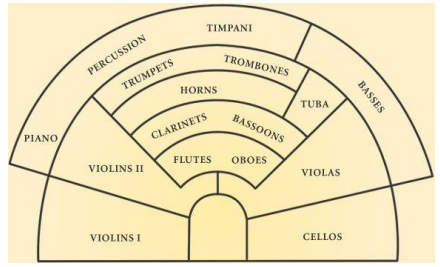 TIMPANI
PERCUSSION
TRUMPETS
TROMBONES
BASSES
HORNS
TUBA
CLARINETS
BASSOONS
PIANO
FLUTES
OBOES
VIOLINS II
VIOLAS
VIOLINS I
CELLOS